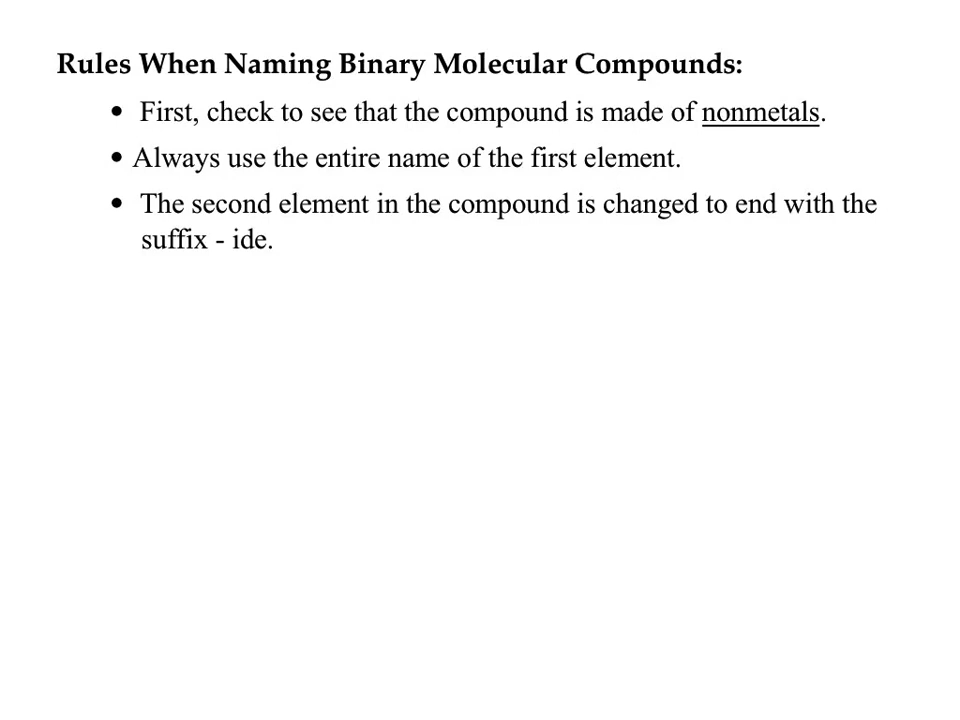 Rules When Naming Binary Molecular Compounds:
• First, check to see that the compound is made of nonmetals.
• Always use the entire name of the first element.
• The second element in the compound is changed to end with the
suffix - ide.